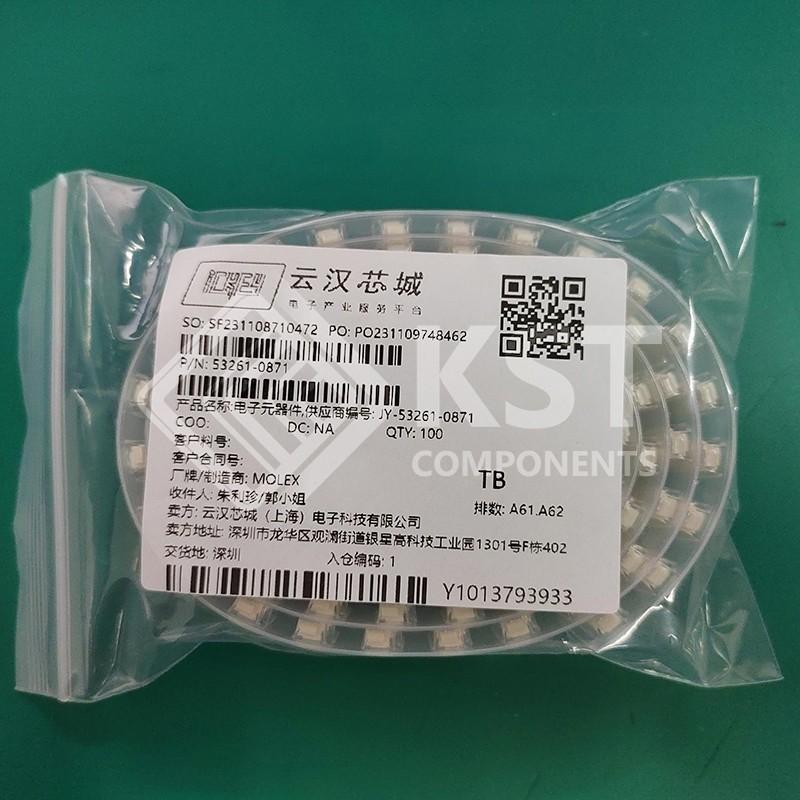 ICKEY 云汉芯城
电子产业服务平台
SO: SF231108710472 PO: PO231109748462
P/N: 53261-0871
产品名称:电子元器件,供应商编号: JY-53261-0871
COO: DC: NA QTY: 100
客户料号:
客户合同号:
厂牌/制造商: MOLEX TB
收件人: 朱利珍/郭小姐 排数: A61.A62
卖方: 云汉芯城（上海）电子科技有限公司
卖方地址: 深圳市龙华区观澜街道银星高科技工业园1301号F栋402
交货地: 深圳 入仓编码: 1
Y1013793933
KST
COMPONENTS